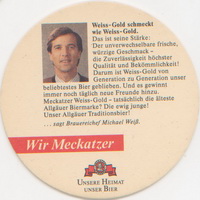 Weiss-Gold schmeckt
wie Weiss-Gold.
Das ist seine Stärke:
Der unverwechselbare frische,
würzige Geschmack -
die Zuverlässigkeit höchster
Qualität und Bekömmlichkeit!
Darum ist Weiss-Gold von
Generation zu Generation unser
beliebtestes Bier geblieben. Und es gewinnt
immer noch täglich neue Freunde hinzu.
Meckatzer Weiss-Gold - tatsächlich die älteste
Allgäuer Biermarke? Die ewig junge!
Unser Allgäuer Traditionsbier!
... sagt Brauereichef Michael Weiß.
Wir Meckatzer
UNSERE HEIMAT
UNSER BIER